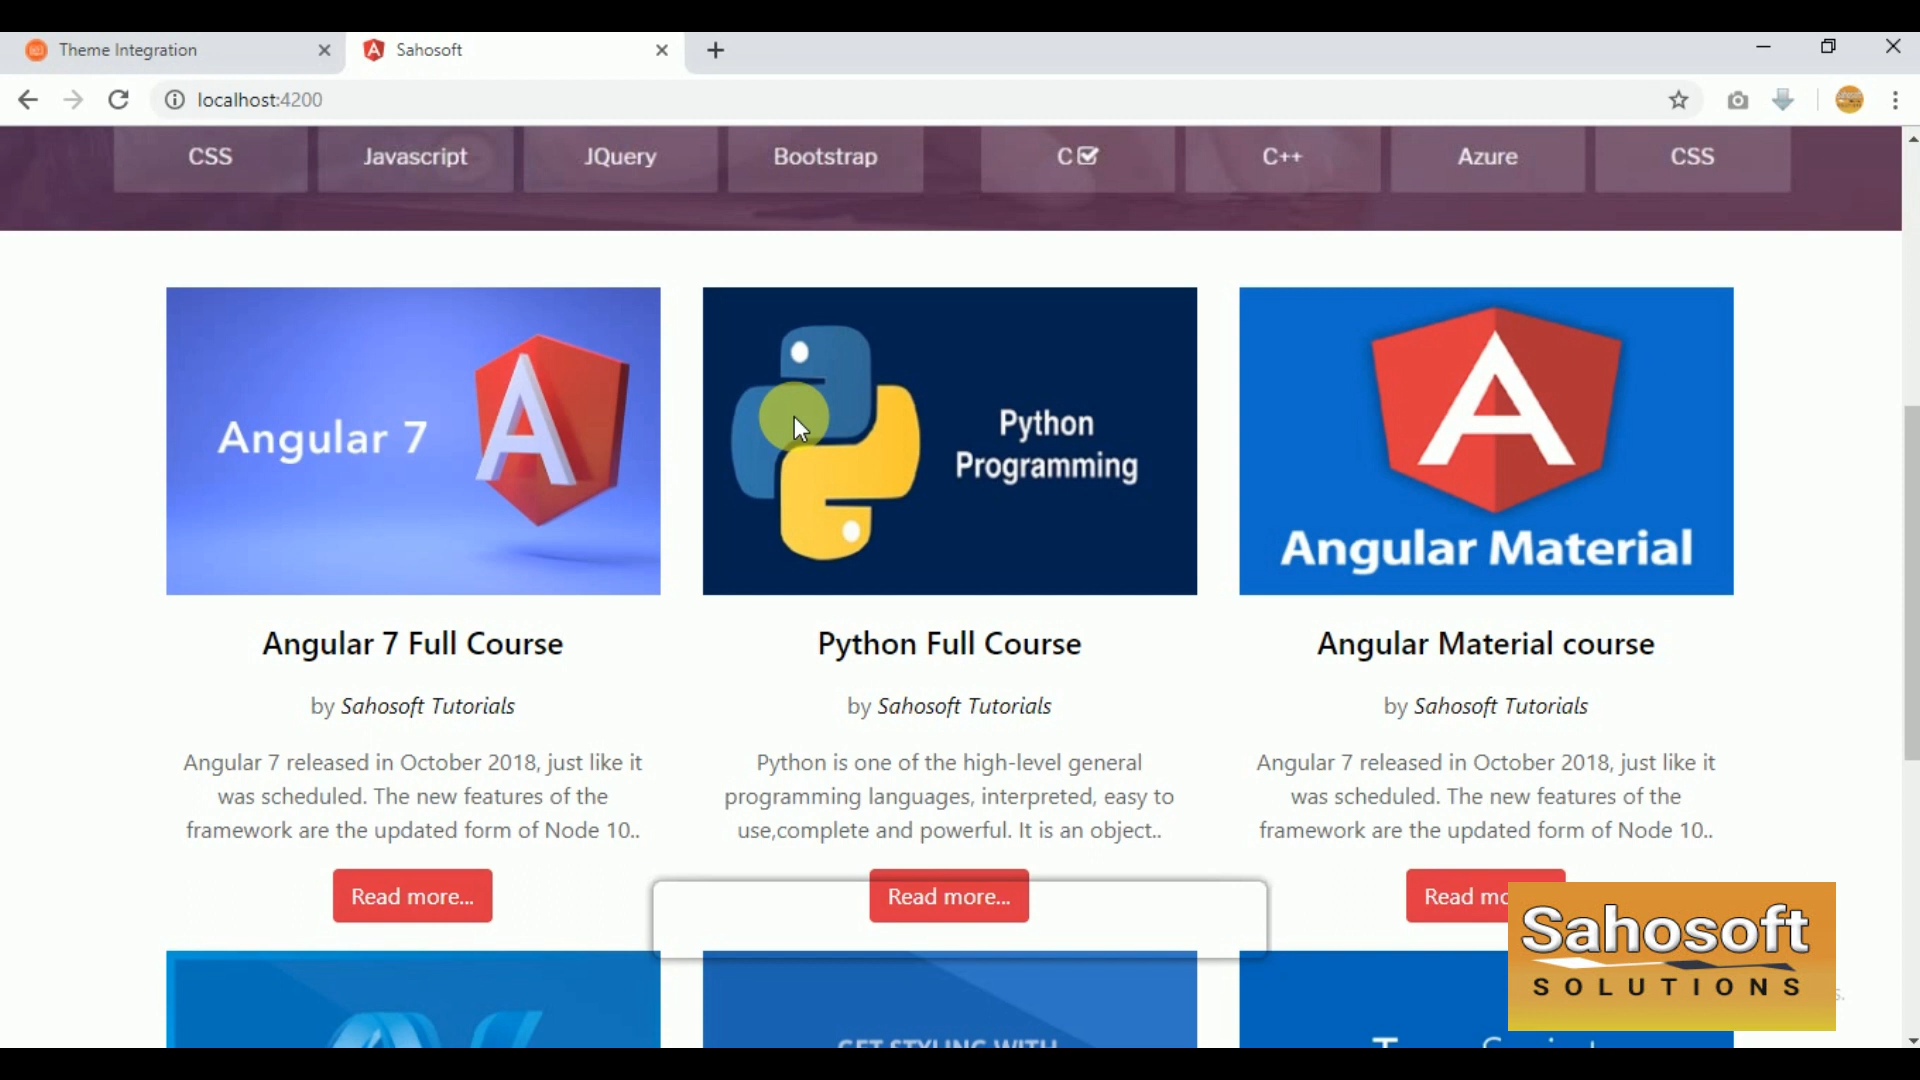 Theme Integration
Sahosoft
localhost:4200
CSS
Javascript
JQuery
Bootstrap
C
C++
Azure
CSS
Angular 7
Python
Programming
Angular Material
Angular 7 Full Course
by Sahosoft Tutorials
Angular 7 released in October 2018, just like it
was scheduled. The new features of the
framework are the updated form of Node 10..
Read more...
Python Full Course
by Sahosoft Tutorials
Python is one of the high-level general
programming languages, interpreted, easy to
use,complete and powerful. It is an object..
Read more...
Angular Material course
by Sahosoft Tutorials
Angular 7 released in October 2018, just like it
was scheduled. The new features of the
framework are the updated form of Node 10..
Read mo
GET STYLING WITH
Sahosoft
SOLUTIONS